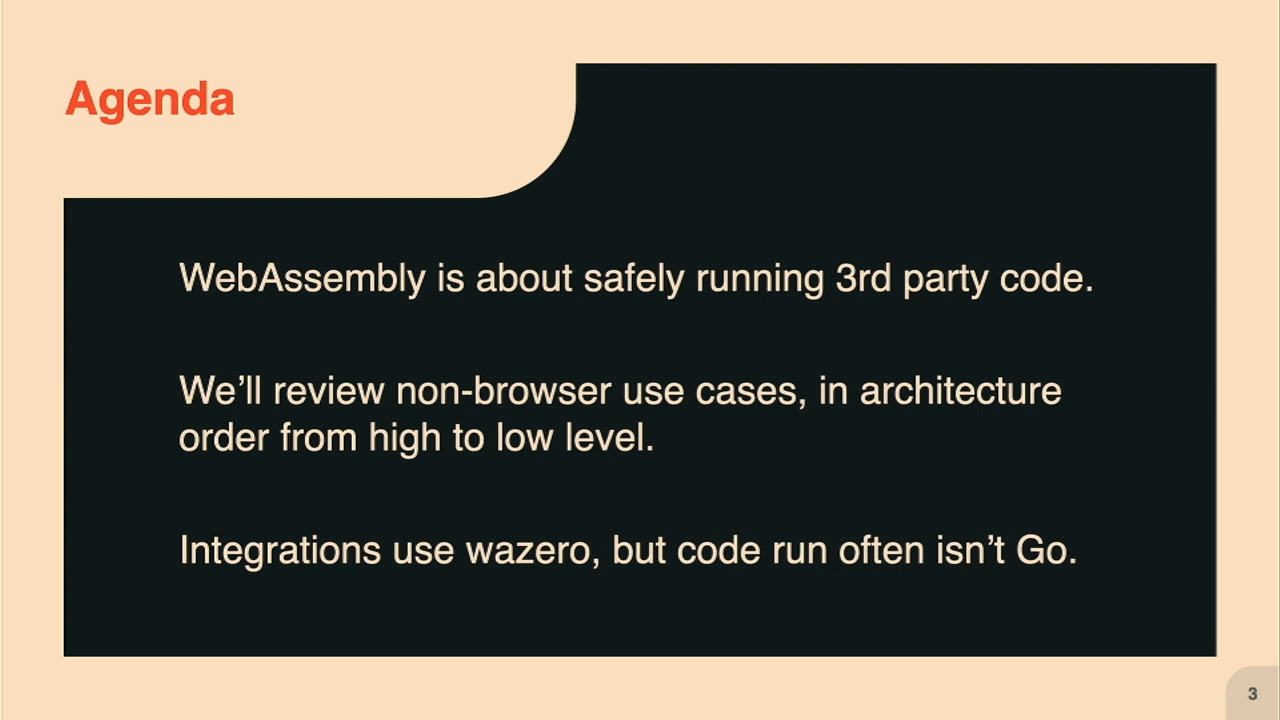 Agenda
WebAssembly is about safely running 3rd party code.
We’ll review non-browser use cases, in architecture
order from high to low level.
Integrations use wazero, but code run often isn’t Go.
3